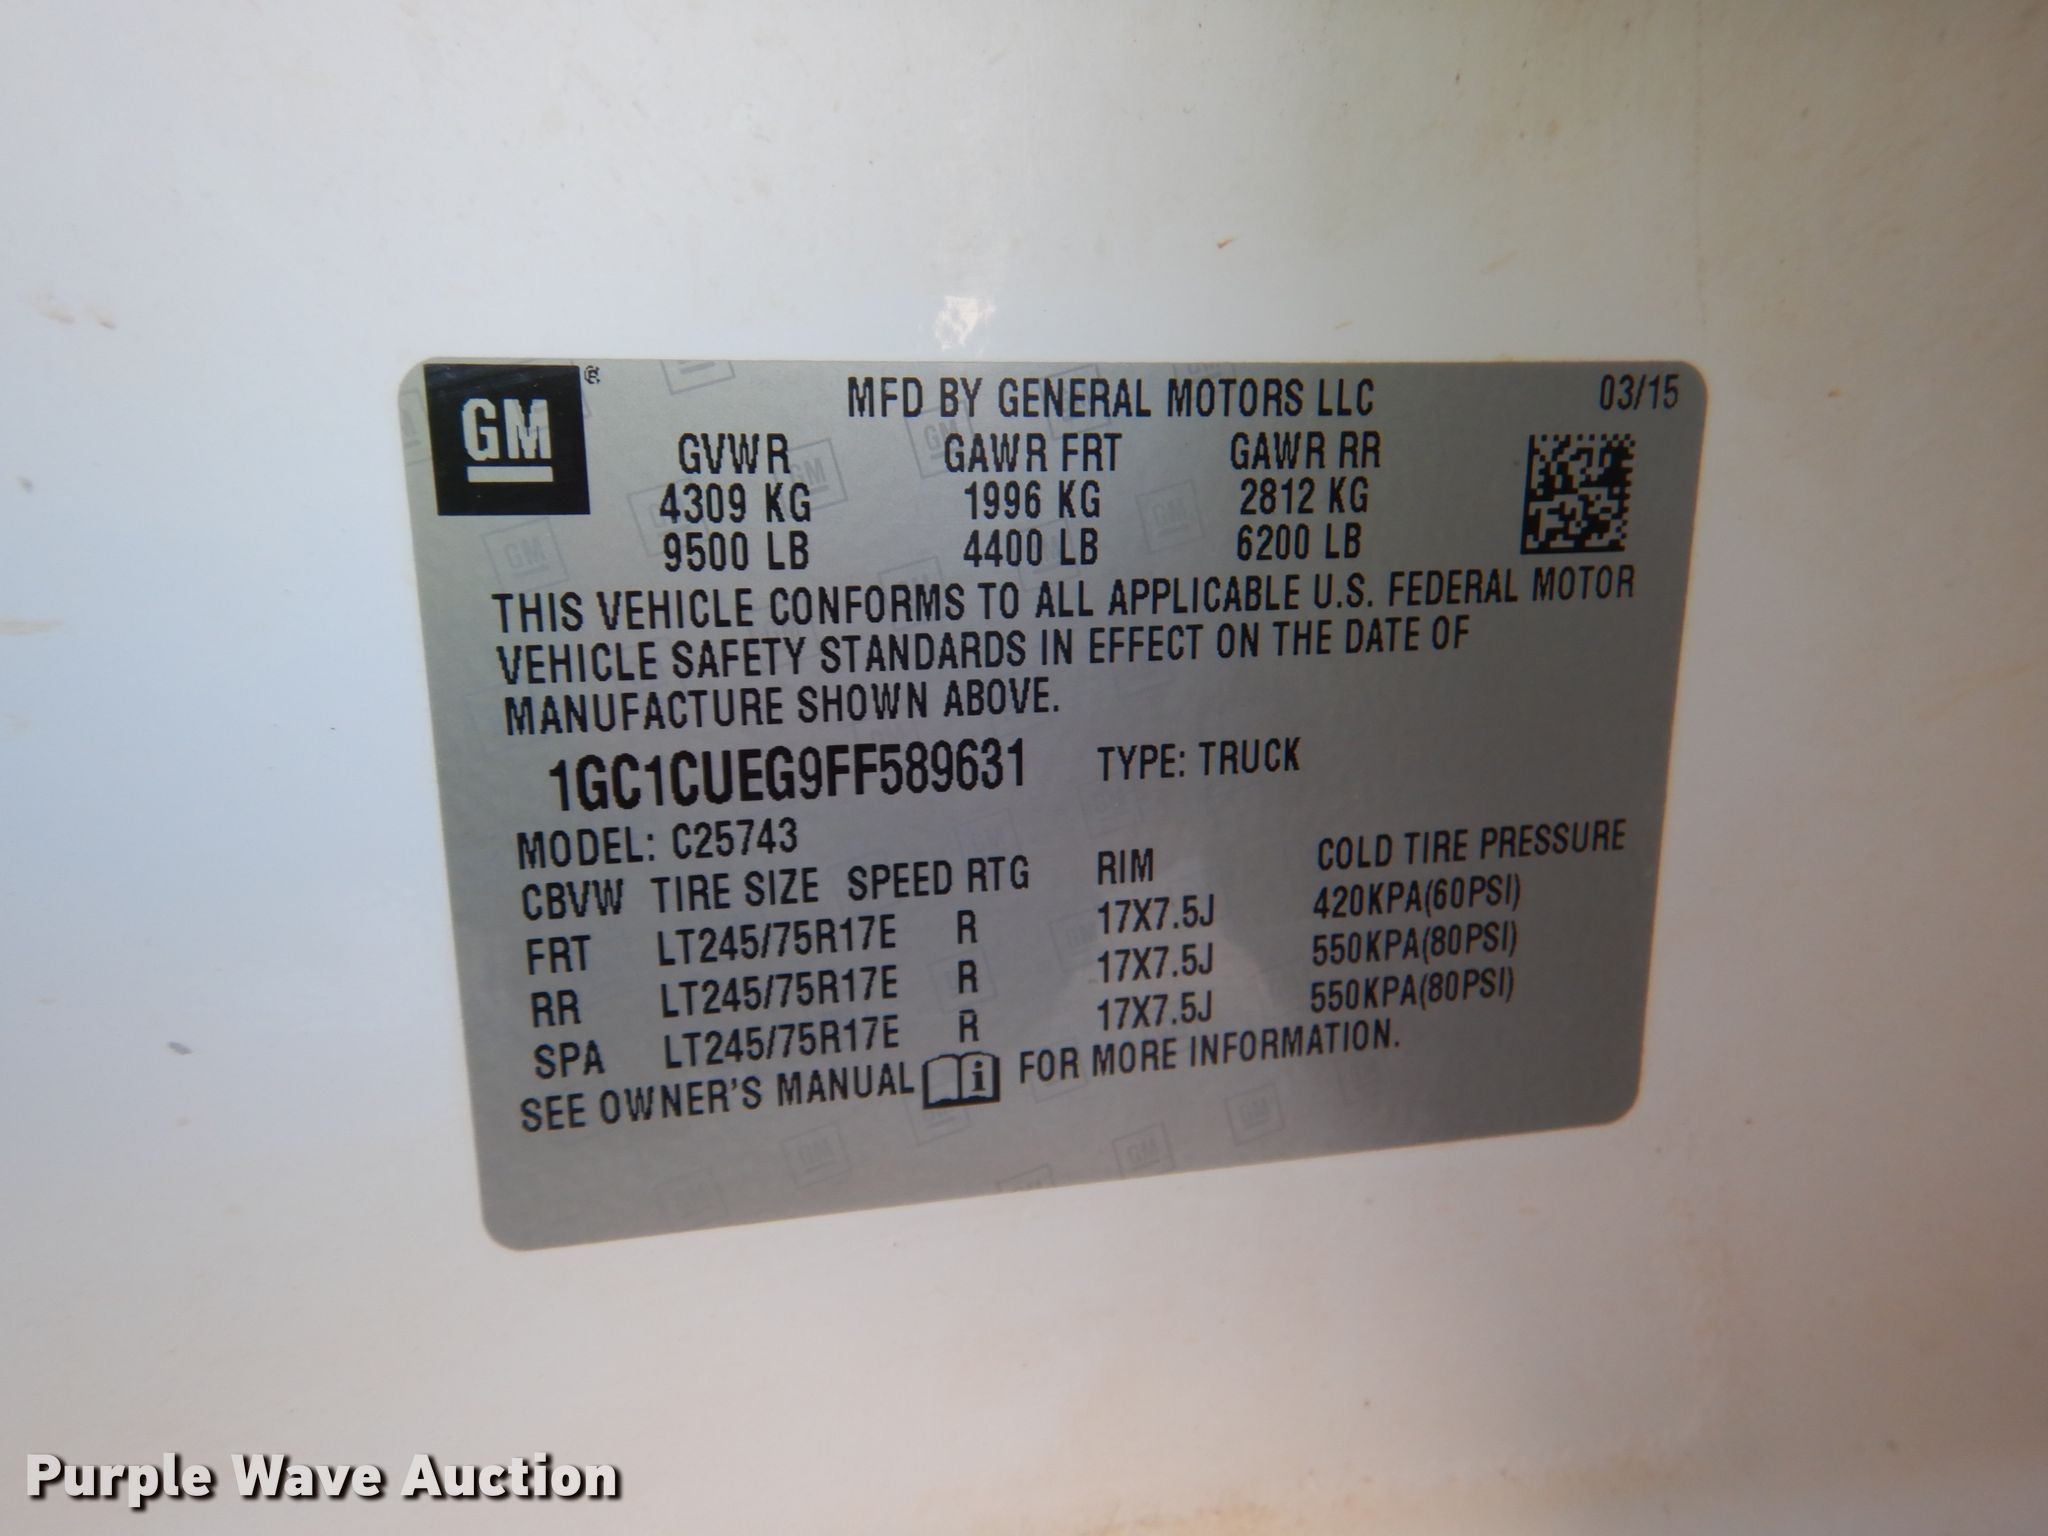 GM ®
MFD BY GENERAL MOTORS LLC 03/15
GVWR GAWR FRT GAWR RR
4309 KG 1996 KG 2812 KG
9500 LB 4400 LB 6200 LB
THIS VEHICLE CONFORMS TO ALL APPLICABLE U.S. FEDERAL MOTOR
VEHICLE SAFETY STANDARDS IN EFFECT ON THE DATE OF
MANUFACTURE SHOWN ABOVE.
1GC1CUEG9FF589631 TYPE: TRUCK
MODEL: C25743
CBVW TIRE SIZE SPEED RTG RIM COLD TIRE PRESSURE
FRT LT245/75R17E R 17X7.5J 420KPA(60PSI)
RR LT245/75R17E R 17X7.5J 550KPA(80PSI)
SPA LT245/75R17E R 17X7.5J 550KPA(80PSI)
SEE OWNER'S MANUAL i FOR MORE INFORMATION.
Purple Wave Auction